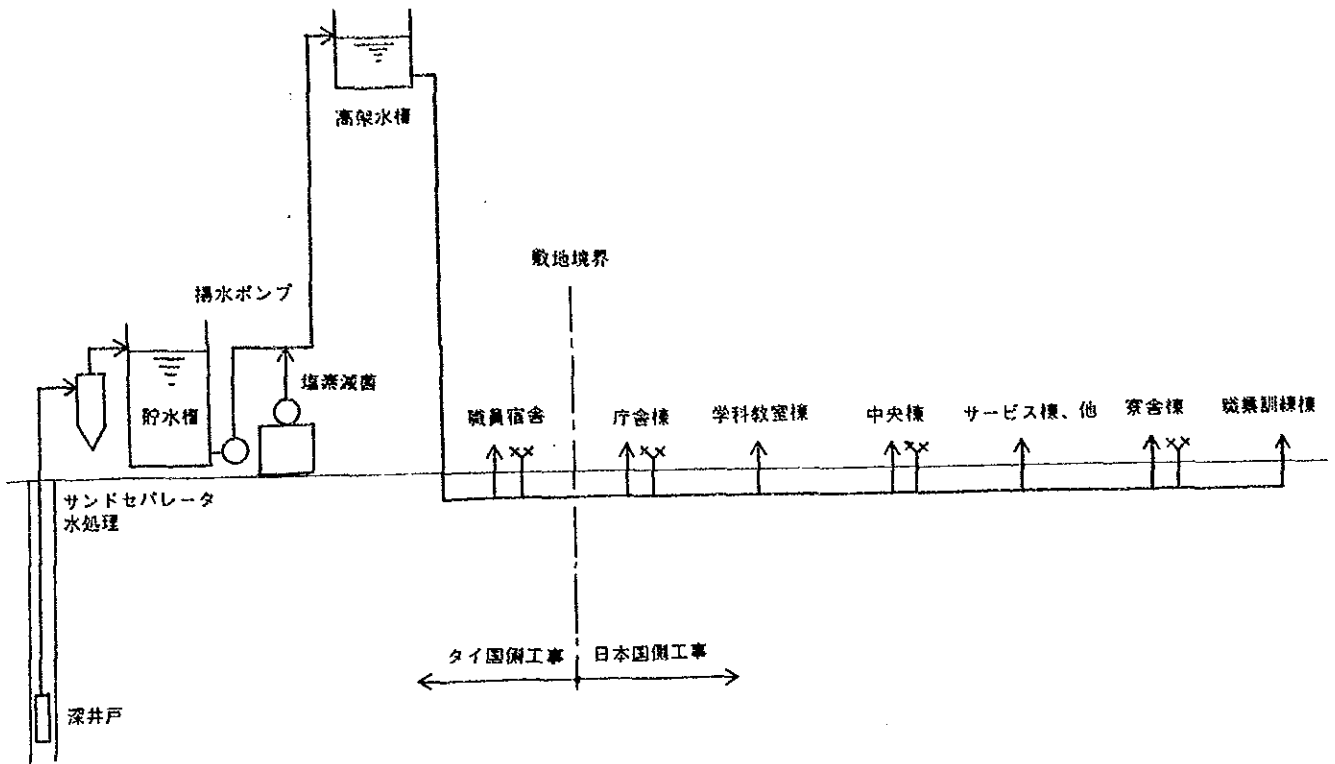 高架水槽
敷地境界
揚水ポンプ
塩素滅菌
貯水槽
職員宿舎
庁舎棟
学科教室棟
中央棟
サービス棟、他
寮舎棟
職業訓練棟
サンドセパレータ
水処理
タイ国側工事
日本国側工事
深井戸